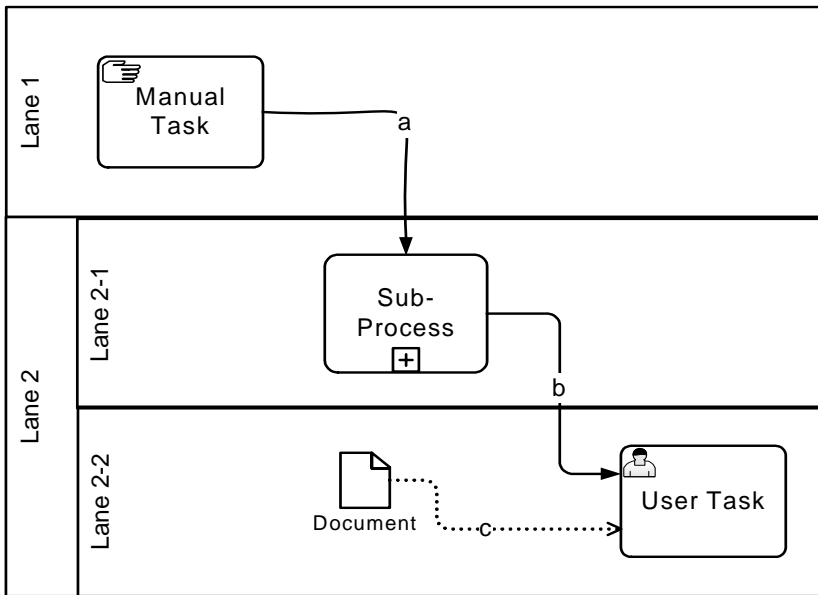 Lane 1
Manual
Task
a
Lane 2
Lane 2-1
Sub-
Process
b
Lane 2-2
Document
c
User Task